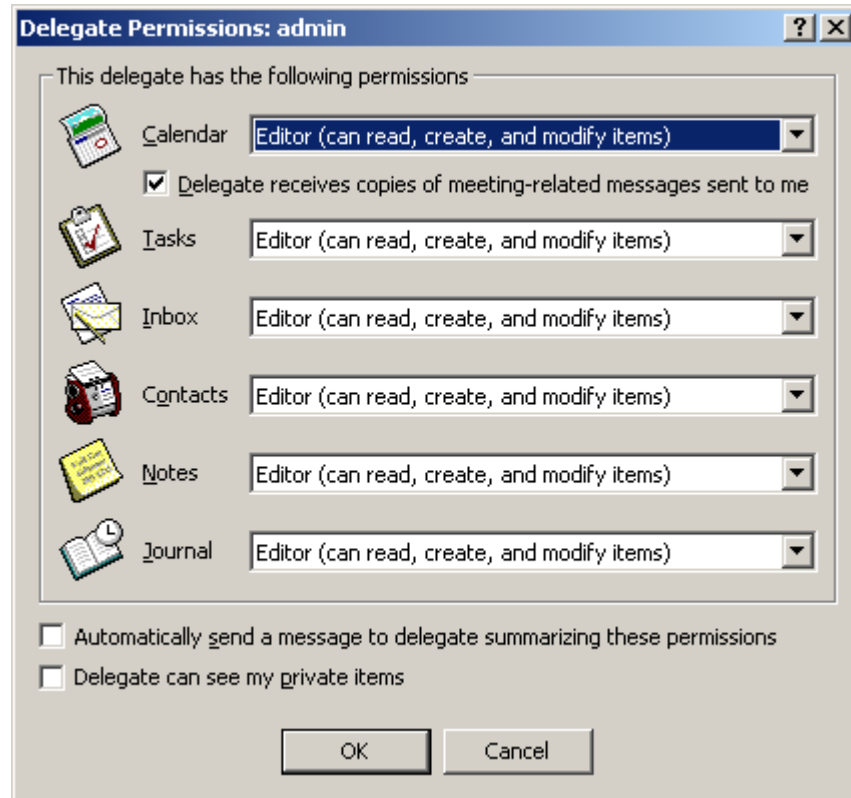 Delegate Permissions: admin
This delegate has the following permissions
Calendar Editor (can read, create, and modify items)
Delegate receives copies of meeting-related messages sent to me
Tasks Editor (can read, create, and modify items)
Inbox Editor (can read, create, and modify items)
Contacts Editor (can read, create, and modify items)
Notes Editor (can read, create, and modify items)
Journal Editor (can read, create, and modify items)
Automatically send a message to delegate summarizing these permissions
Delegate can see my private items
OK Cancel